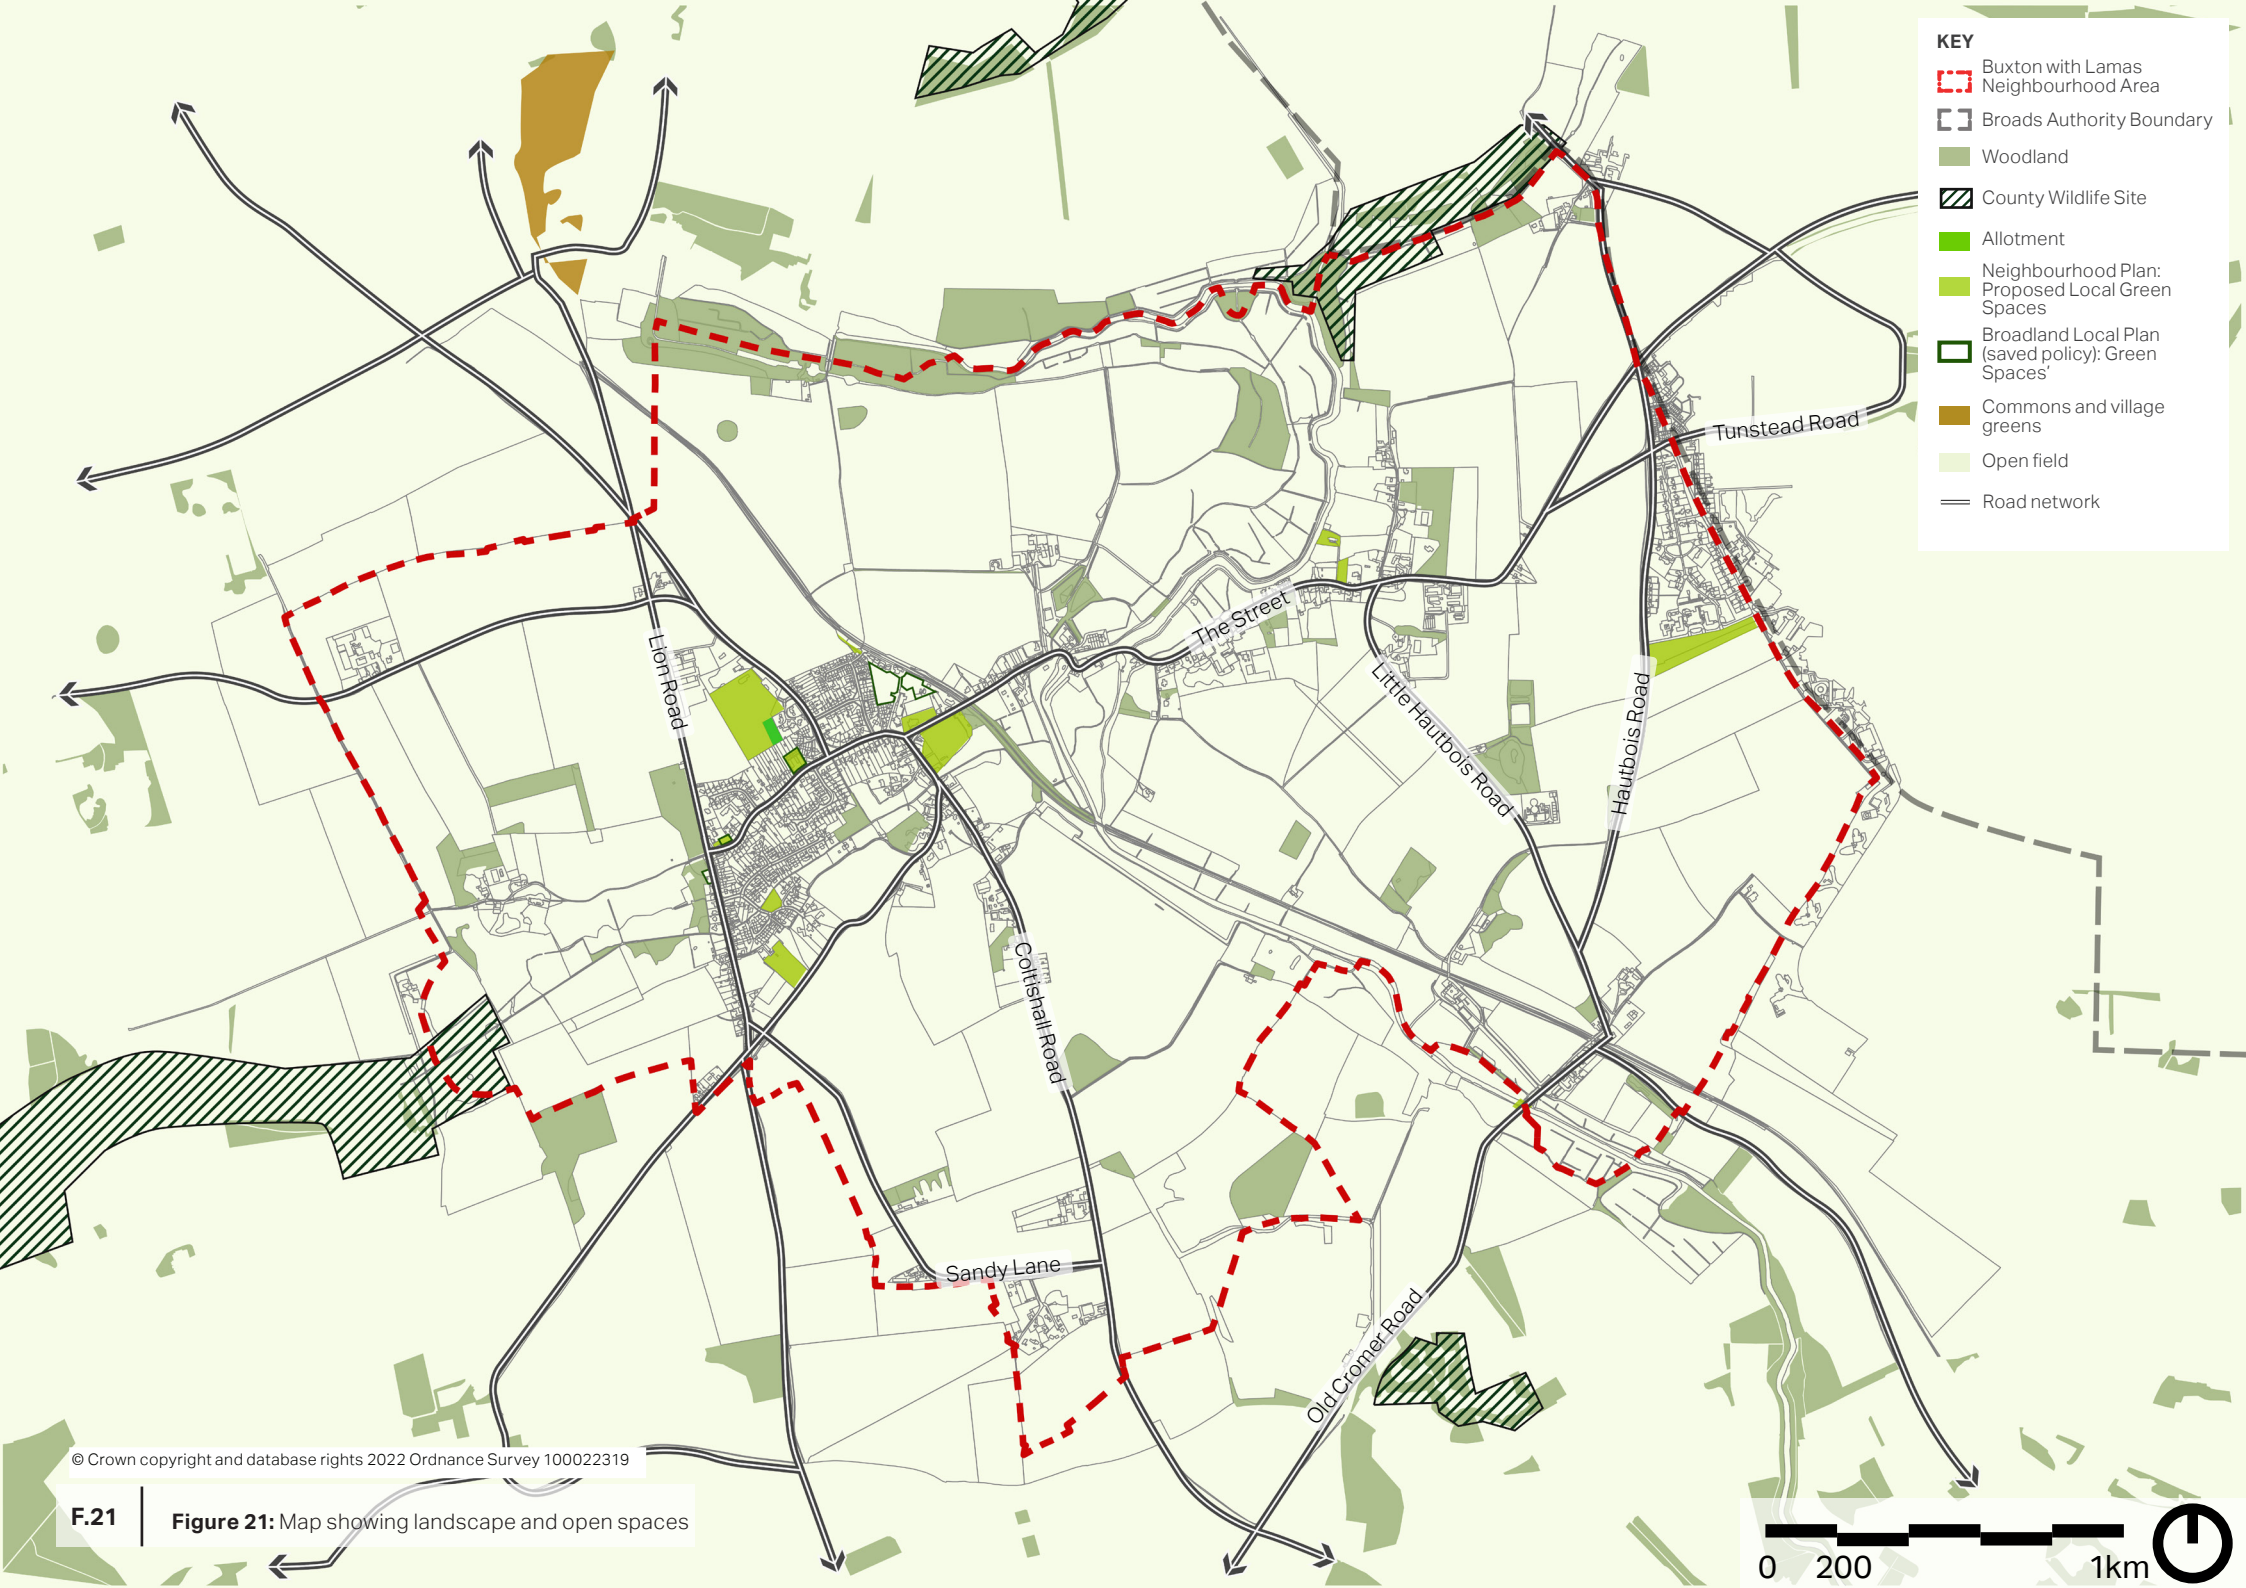 KEY
Buxton with Lamas
Neighbourhood Area
Broads Authority Boundary
Woodland
County Wildlife Site
Allotment
Neighbourhood Plan:
Proposed Local Green
Spaces
Broadland Local Plan
(saved policy): Green
Spaces'
Commons and village
greens
Open field
Road network
Tunstead Road
The Street
Lion Road
Little Hautbois Road
Hautbois Road
Coltishall Road
Sandy Lane
Old Cromer Road
© Crown copyright and database rights 2022 Ordnance Survey 100022319
F.21
Figure 21: Map showing landscape and open spaces
0 200 1km